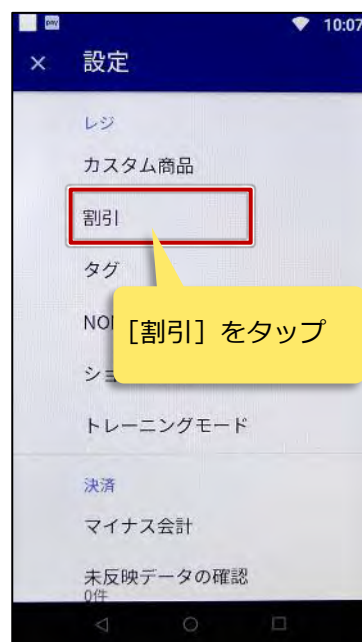 10:07
× 設定
レジ
カスタム商品
割引
タグ
[割引] をタップ
トレーニングモード
決済
マイナス会計
未反映データの確認
0件